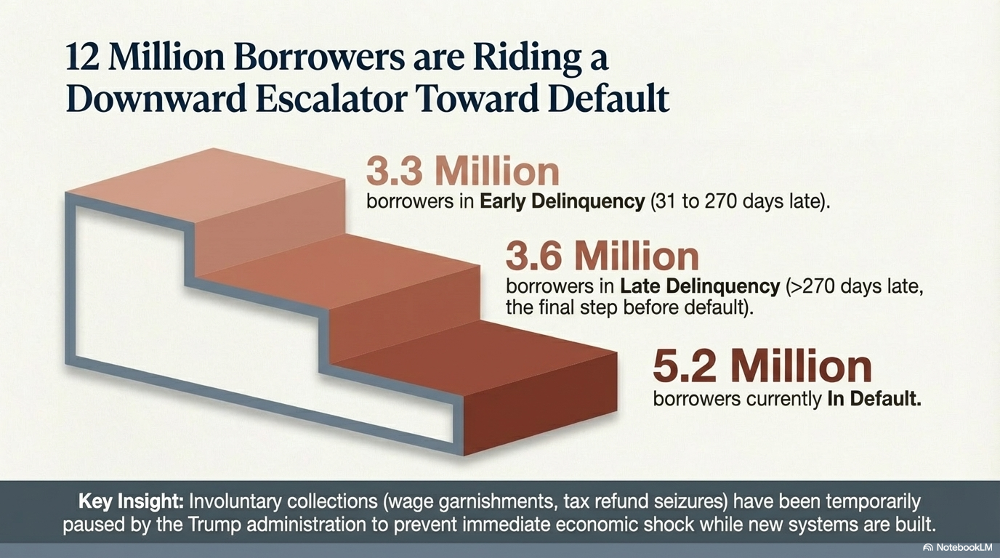 12 Million Borrowers are Riding a
Downward Escalator Toward Default
3.3 Million
borrowers in Early Delinquency (31 to 270 days late).
3.6 Million
borrowers in Late Delinquency (>270 days late,
the final step before default).
5.2 Million
borrowers currently In Default.
Key Insight: Involuntary collections (wage garnishments, tax refund seizures) have been temporarily
paused by the Trump administration to prevent immediate economic shock while new systems are built.
NotebookLM